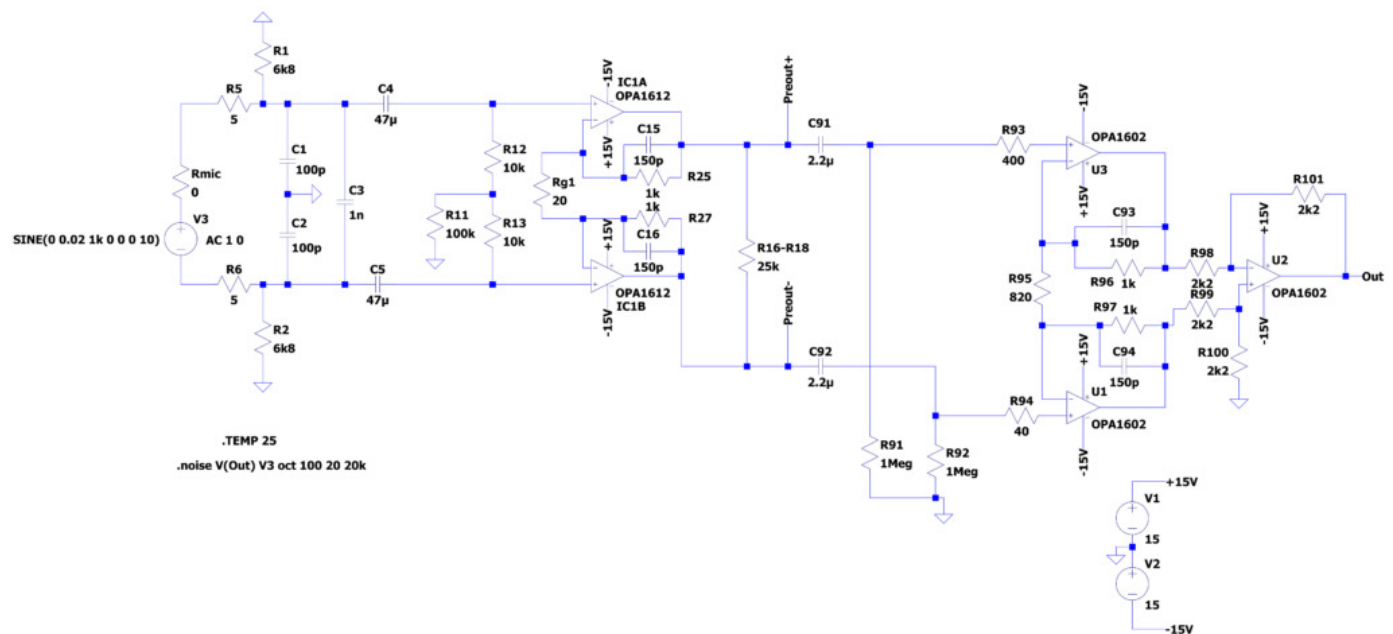 R1
6k8
R5
5
C4
47µ
Rmic
0
C1
100p
C3
1n
V3
SINE(0 0.02 1k 0 0 0 10)
AC 1 0
C2
100p
R6
5
C5
47µ
R2
6k8
R12
10k
R11
100k
R13
10k
-15V
IC1A
OPA1612
+15V
C15
150p
R25
1k
Rg1
20
1k
R27
C16
150p
+15V
OPA1612
IC1B
-15V
R16-R18
25k
Preout+
Preout-
C91
2.2µ
C92
2.2µ
R93
400
-15V
OPA1602
U3
+15V
C93
150p
R96
1k
R95
820
R97
1k
C94
150p
+15V
U1
OPA1602
-15V
R94
40
R91
1Meg
R92
1Meg
R98
2k2
R99
2k2
R100
2k2
R101
2k2
+15V
U2
OPA1602
-15V
Out
.TEMP 25
.noise V(Out) V3 oct 100 20 20k
+15V
V1
15
V2
15
-15V